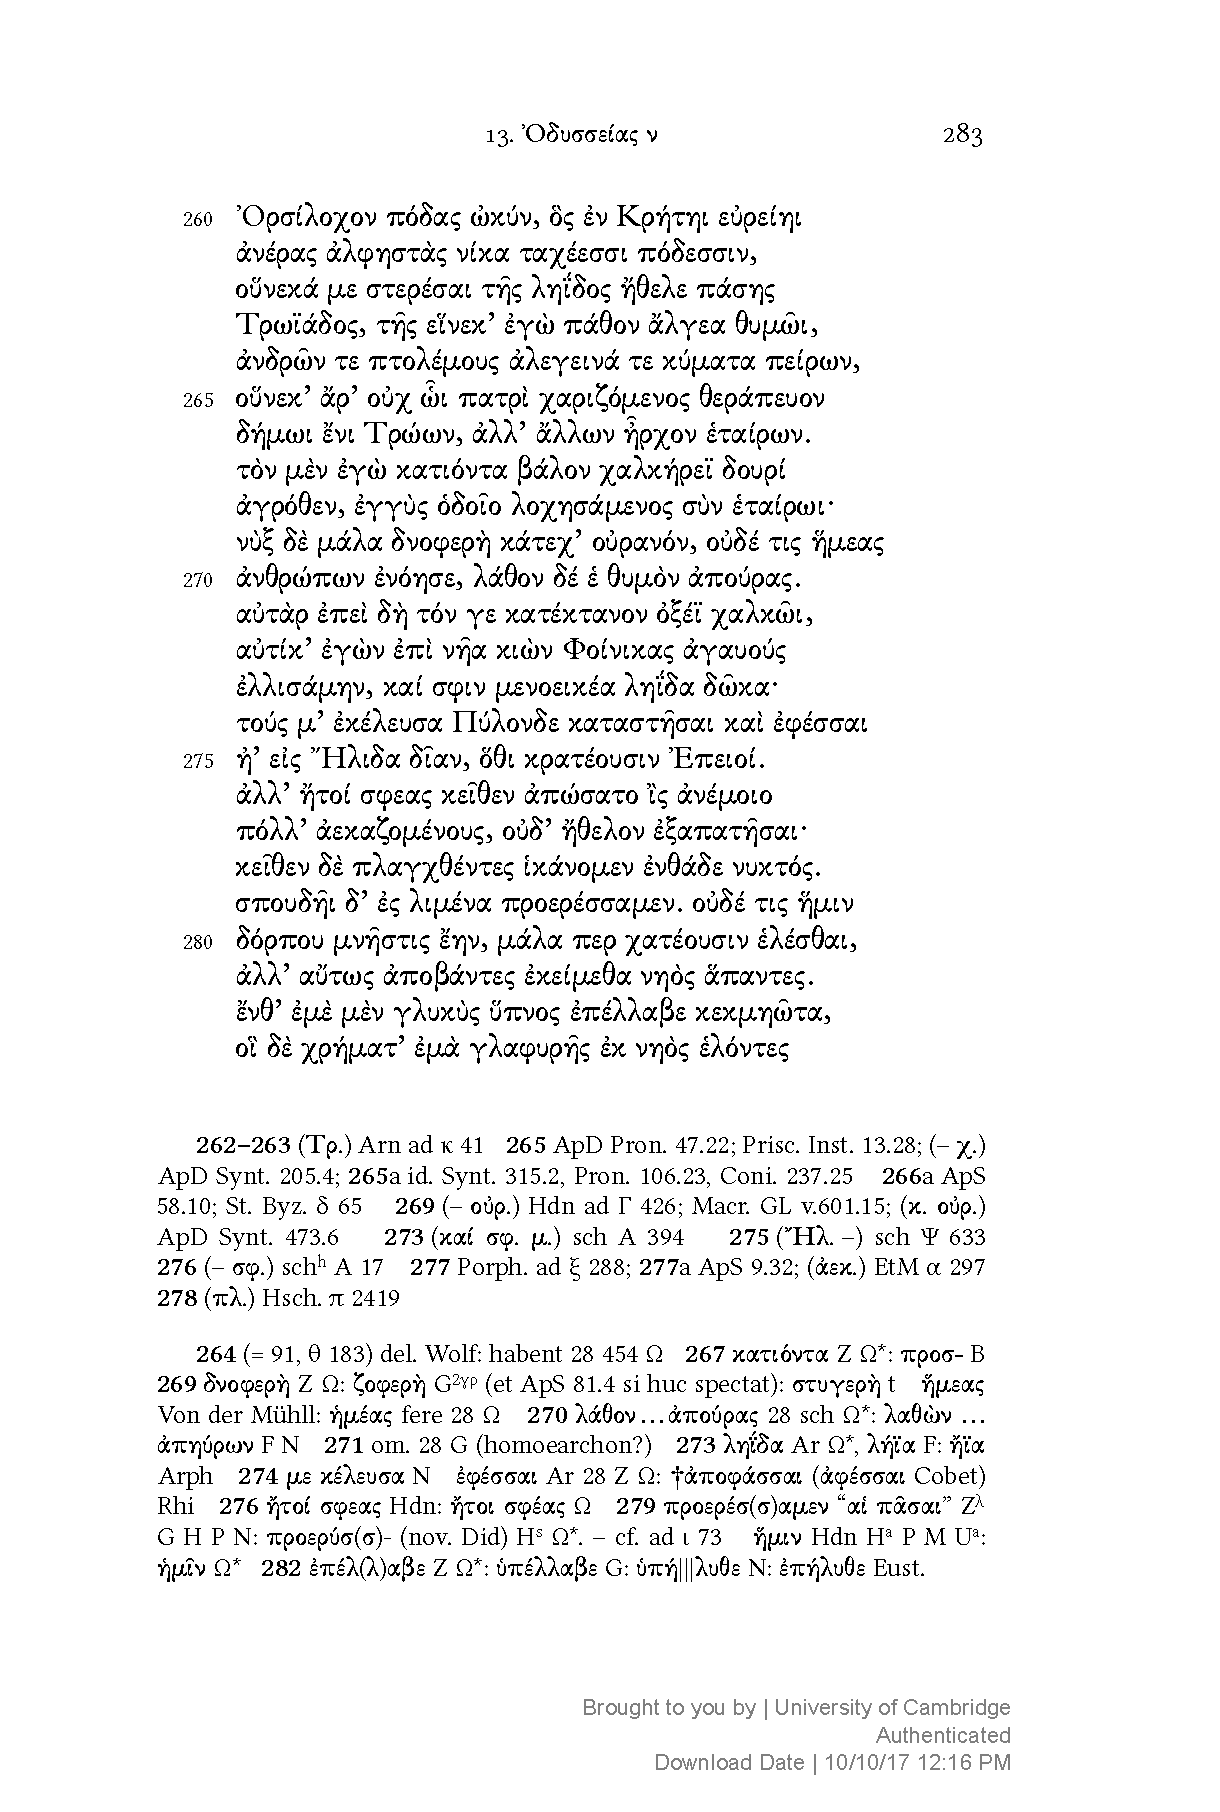 13. Ὀδυσσείας ν 283
260 Ὀρσίλοχον πόδας ὠκύν, ὃς ἐν Κρήτηι εὐρείηι
ἀνέρας ἀλφηστὰς νίκα ταχέεσσι πόδεσσιν,
οὕνεκά με στερέσαι τῆς ληΐδος ἤθελε πάσης
Τρωϊάδος, τῆς εἵνεκ’ ἐγὼ πάθον ἄλγεα θυμῶι,
ἀνδρῶν τε πτολέμους ἀλεγεινά τε κύματα πείρων,
265 οὕνεκ’ ἄρ’ οὐχ ὧι πατρὶ χαριζόμενος θεράπευον
δήμωι ἔνι Τρώων, ἀλλ’ ἄλλων ἦρχον ἑταίρων.
τὸν μὲν ἐγὼ κατιόντα βάλον χαλκήρεϊ δουρί
ἀγρόθεν, ἐγγὺς ὁδοῖο λοχησάμενος σὺν ἑταίρωι·
νὺξ δὲ μάλα δνοφερὴ κάτεχ’ οὐρανόν, οὐδέ τις ἥμεας
270 ἀνθρώπων ἐνόησε, λάθον δέ ἑ θυμὸν ἀπούρας.
αὐτὰρ ἐπεὶ δὴ τόν γε κατέκτανον ὀξέϊ χαλκῶι,
αὐτίκ’ ἐγὼν ἐπὶ νῆα κιὼν Φοίνικας ἀγαυούς
ἐλλισάμην, καί σφιν μενοεικέα ληΐδα δῶκα·
τούς μ’ ἐκέλευσα Πύλονδε καταστῆσαι καὶ ἐφέσσαι
275 ἠ’ εἰς Ἤλιδα δῖαν, ὅθι κρατέουσιν Ἐπειοί.
ἀλλ’ ἤτοί σφεας κεῖθεν ἀπώσατο ἲς ἀνέμοιο
πόλλ’ ἀεκαζομένους, οὐδ’ ἤθελον ἐξαπατῆσαι·
κεῖθεν δὲ πλαγχθέντες ἱκάνομεν ἐνθάδε νυκτός.
σπουδῆι δ’ ἐς λιμένα προερέσσαμεν. οὐδέ τις ἥμιν
280 δόρπου μνῆστις ἔην, μάλα περ χατέουσιν ἑλέσθαι,
ἀλλ’ αὔτως ἀποβάντες ἐκείμεθα νηὸς ἅπαντες.
ἔνθ’ ἐμὲ μὲν γλυκὺς ὕπνος ἐπέλλαβε κεκμηῶτα,
οἳ δὲ χρήματ’ ἐμὰ γλαφυρῆς ἐκ νηὸς ἑλόντες
262–263 (Τρ.) Arn ad κ 41 265 ApD Pron. 47.22; Prisc. Inst. 13.28; (– χ.)
ApD Synt. 205.4; 265a id. Synt. 315.2, Pron. 106.23, Coni. 237.25 266a ApS
58.10; St. Byz. δ 65 269 (– οὐρ.) Hdn ad Γ 426; Macr. GL v.601.15; (κ. οὐρ.)
ApD Synt. 473.6 273 (καί σφ. μ.) sch Α 394 275 (Ἤλ. –) sch Ψ 633
276 (– σφ.) schʰ Α 17 277 Porph. ad ξ 288; 277a ApS 9.32; (ἀεκ.) EtM α 297
278 (πλ.) Hsch. π 2419
264 (= 91, θ 183) del. Wolf: habent 28 454 Ω 267 κατιόντα Z Ω*: προσ- B
269 δνοφερὴ Z Ω: ζοφερὴ G²ᵞᵖ (et ApS 81.4 si huc spectat): στυγερὴ t ἥμεας
Von der Mühll: ἡμέας fere 28 Ω 270 λάθον…ἀπούρας 28 sch Ω*: λαθὼν …
ἀπηύρων F N 271 om. 28 G (homoearchon?) 273 ληΐδα Ar Ω*, λήϊα F: ἤϊα
Arph 274 με κέλευσα N ἐφέσσαι Ar 28 Z Ω: †ἀποφάσσαι (ἀφέσσαι Cobet)
Rhi 276 ἤτοί σφεας Hdn: ἤτοι σφέας Ω 279 προερέσ(σ)αμεν “αἱ πᾶσαι” Zλ
G H P N: προερύσ(σ)- (nov. Did) Hˢ Ω*. – cf. ad ι 73 ἥμιν Hdn Hᵃ P M Uᵃ:
ἡμῖν Ω* 282 ἐπέλ(λ)αβε Z Ω*: ὑπέλλαβε G: ὑπή|||λυθε N: ἐπήλυθε Eust.
Brought to you by | University of Cambridge
Authenticated
Download Date | 10/10/17 12:16 PM